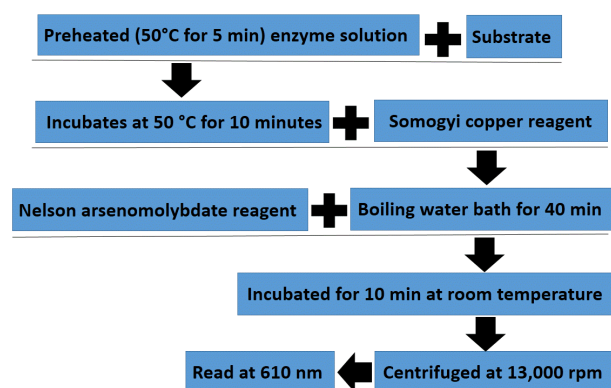 Preheated (50°C for 5 min) enzyme solution
Substrate
Incubates at 50 °C for 10 minutes
Somogyi copper reagent
Nelson arsenomolybdate reagent
Boiling water bath for 40 min
Incubated for 10 min at room temperature
Read at 610 nm
Centrifuged at 13,000 rpm